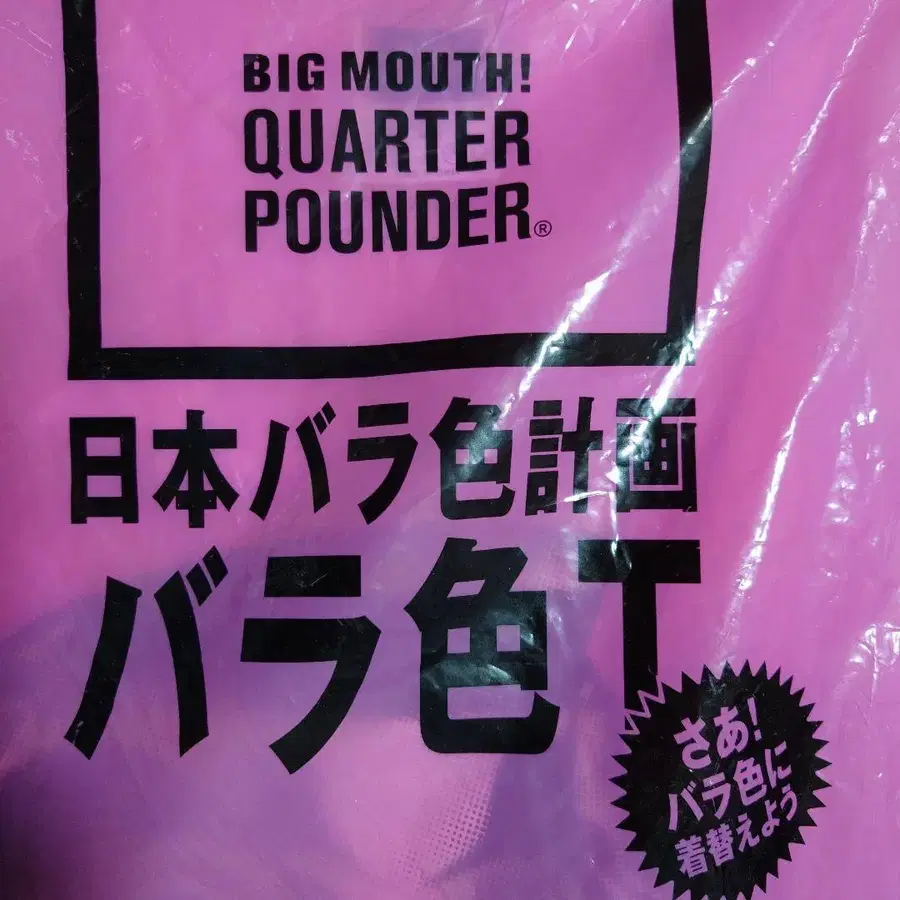 BIG MOUTH!
QUARTER
POUNDER®
日本バラ色計画
バラ色T
さあ!
バラ色に
着替えよう